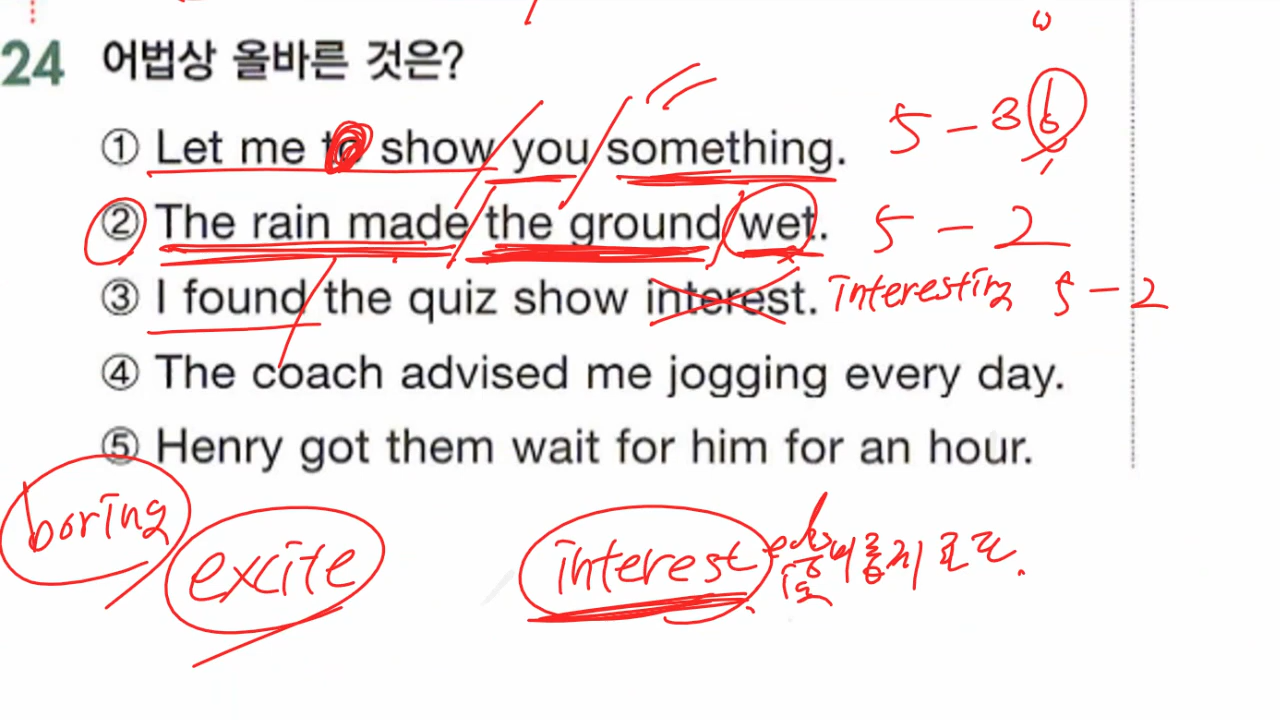 24 어법상 올바른 것은?
① Let me to show you something. 5-3
② The rain made the ground wet. 5-2
③ I found the quiz show interest. interesting 5-2
④ The coach advised me jogging every day.
⑤ Henry got them wait for him for an hour.
boring
excite interest